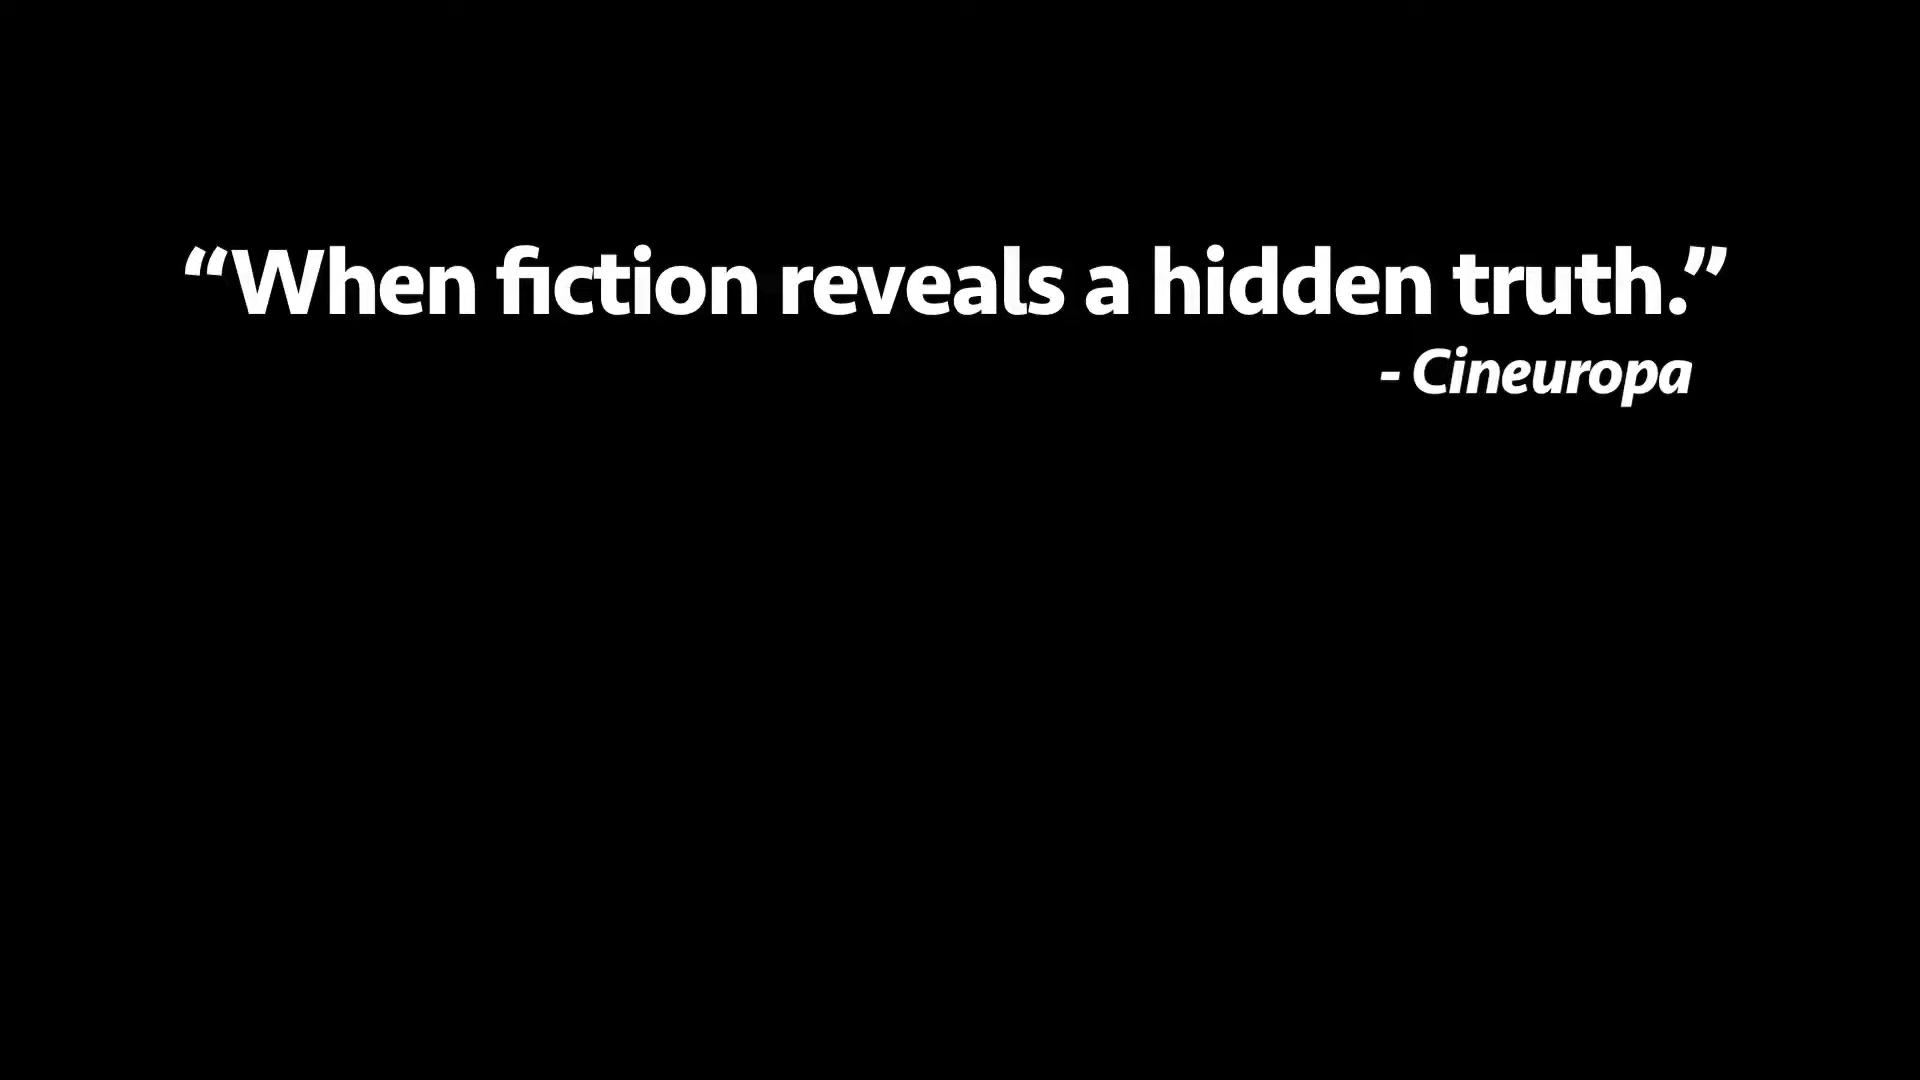 “When fiction reveals a hidden truth.”
- Cineuropa